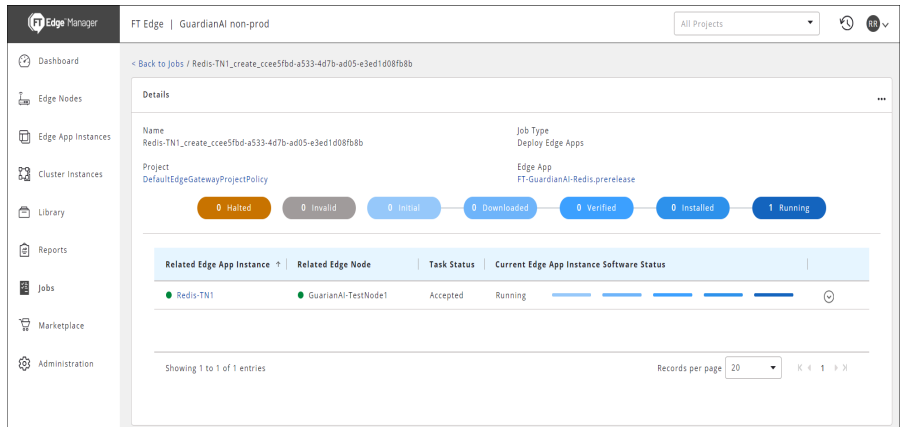 FT Edge™Manager
FT Edge | GuardianAI non-prod
All Projects
RR
Dashboard
Edge Nodes
Edge App Instances
Cluster Instances
Library
Reports
Jobs
Marketplace
Administration
< Back to Jobs / Redis-TN1_create_ccee5fbd-a533-4d7b-ad05-e3ed1d08fb8b
Details
Name
Redis-TN1_create_ccee5fbd-a533-4d7b-ad05-e3ed1d08fb8b
Job Type
Deploy Edge Apps
Project
DefaultEdgeGatewayProjectPolicy
Edge App
FT-GuardianAI-Redis.prerelease
0 Halted
0 Invalid
0 Initial
0 Downloaded
0 Verified
0 Installed
1 Running
Related Edge App Instance ↑ Related Edge Node Task Status Current Edge App Instance Software Status
Redis-TN1 GuarianAI-TestNode1 Accepted Running
Showing 1 to 1 of 1 entries
Records per page 20
1